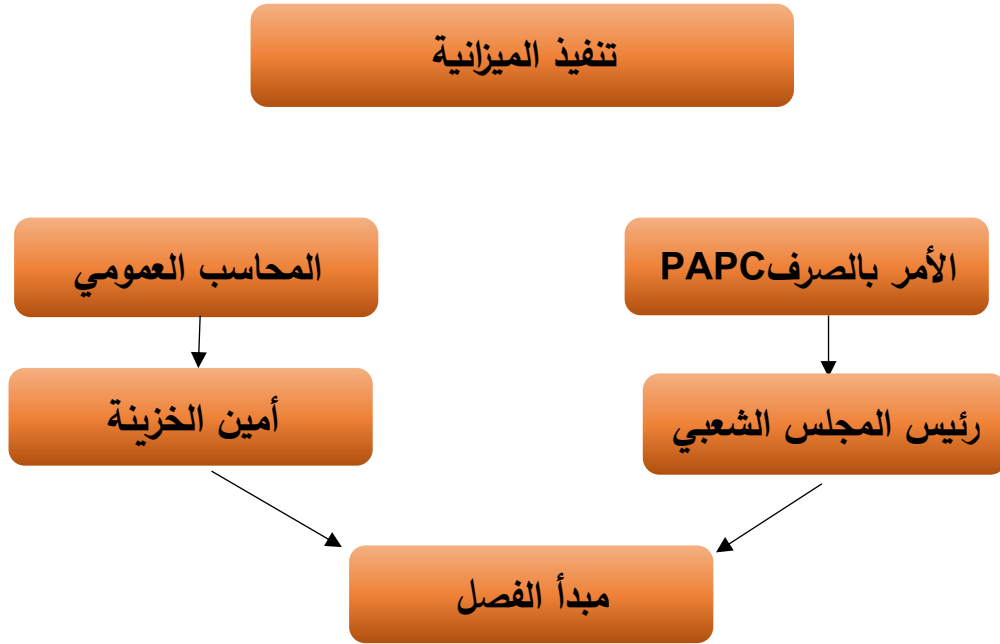 تنفيذ الميزانية
الأمر بالصرفPAPC
المحاسب العمومي
رئيس المجلس الشعبي
أمين الخزينة
مبدأ الفصل